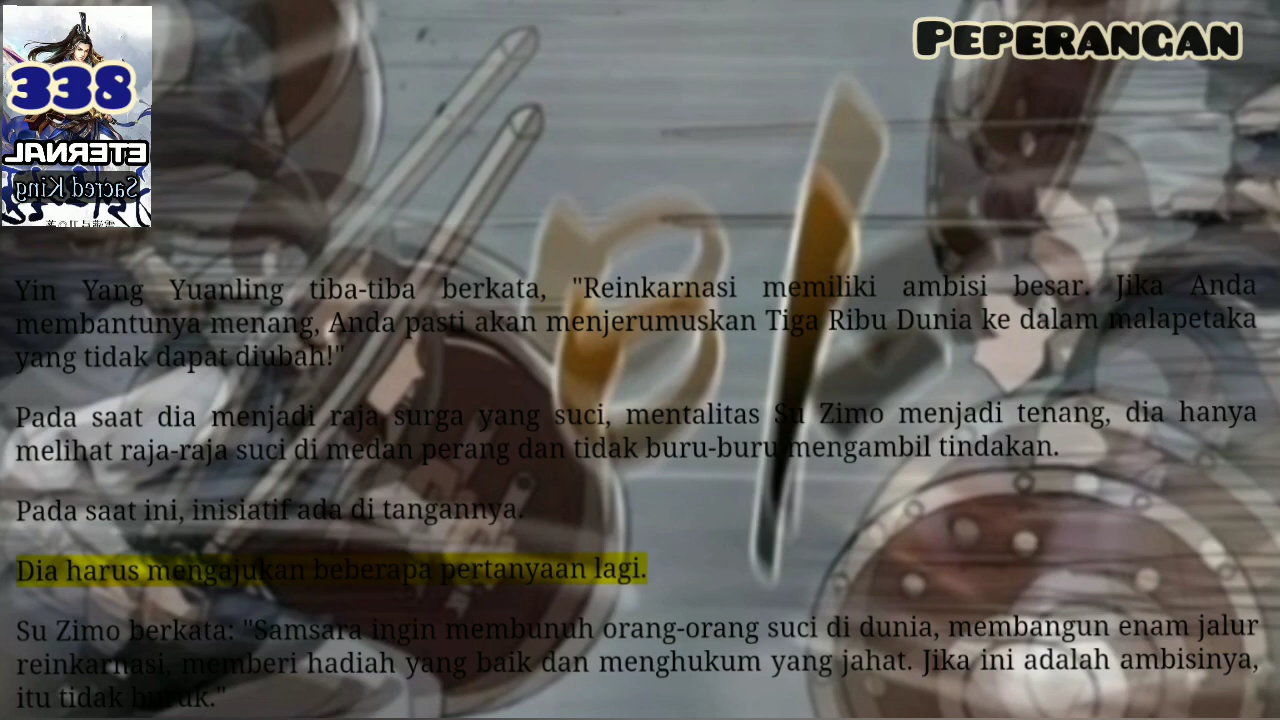 338
Peperangan
ETERNAL
Sacred King
Yin Yang Yuanling tiba-tiba berkata, "Reinkarnasi memiliki ambisi besar. Jika Anda
membantunya menang, Anda pasti akan menjerumuskan Tiga Ribu Dunia ke dalam malapetaka
yang tidak dapat diubah!"
Pada saat dia menjadi raja surga yang suci, mentalitas Su Zimo menjadi tenang, dia hanya
melihat raja-raja suci di medan perang dan tidak buru-buru mengambil tindakan.
Pada saat ini, inisiatif ada di tangannya.
Dia harus mengajukan beberapa pertanyaan lagi.
Su Zimo berkata: "Samsara ingin membunuh orang-orang suci di dunia, membangun enam jalur
reinkarnasi, memberi hadiah yang baik dan menghukum yang jahat. Jika ini adalah ambisinya,
itu tidak buruk."